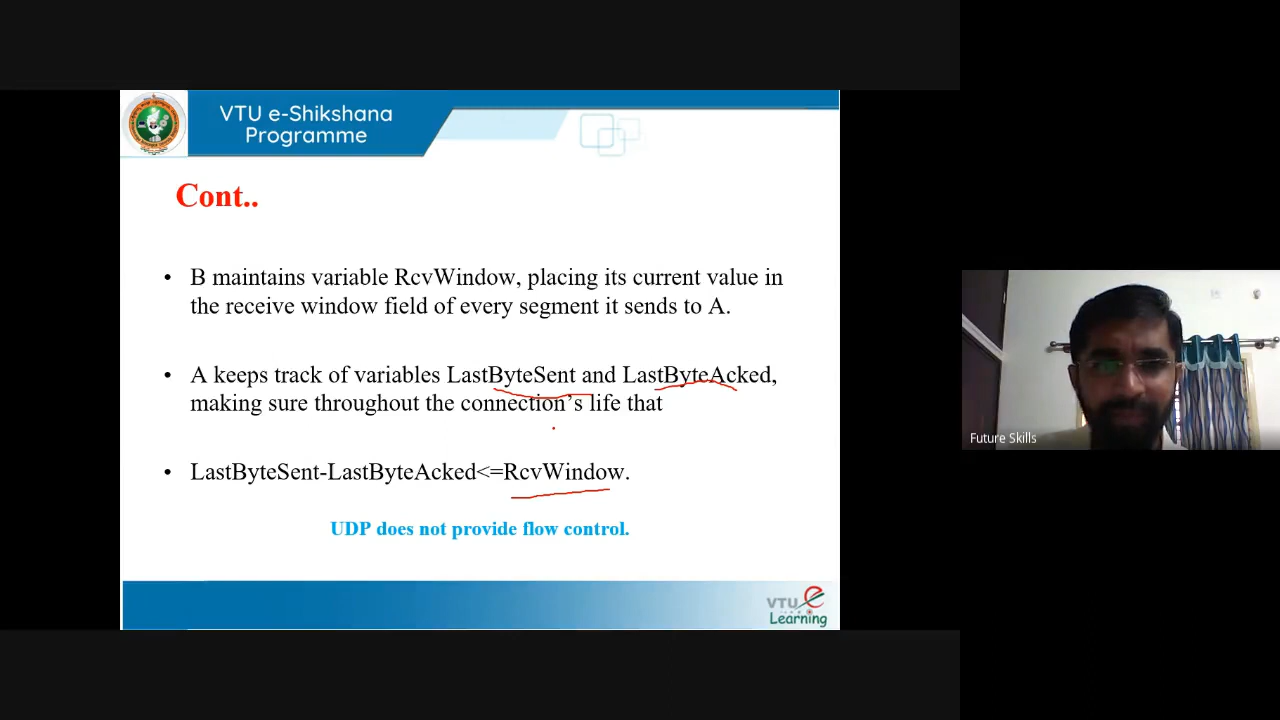 VTU e-Shikshana
Programme
Cont..
• B maintains variable RcvWindow, placing its current value in
the receive window field of every segment it sends to A.
• A keeps track of variables LastByteSent and LastByteAcked,
making sure throughout the connection's life that
• LastByteSent-LastByteAcked<=RcvWindow.
UDP does not provide flow control.
VTU e
Learning
Future Skills